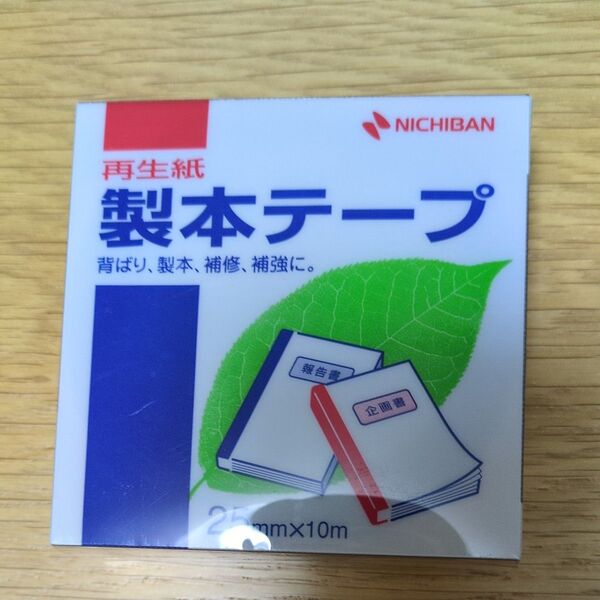 NICHIBAN
再生紙
製本テープ
背ばり、製本、補修、補強に。
報告書
企画書
25mm×10m